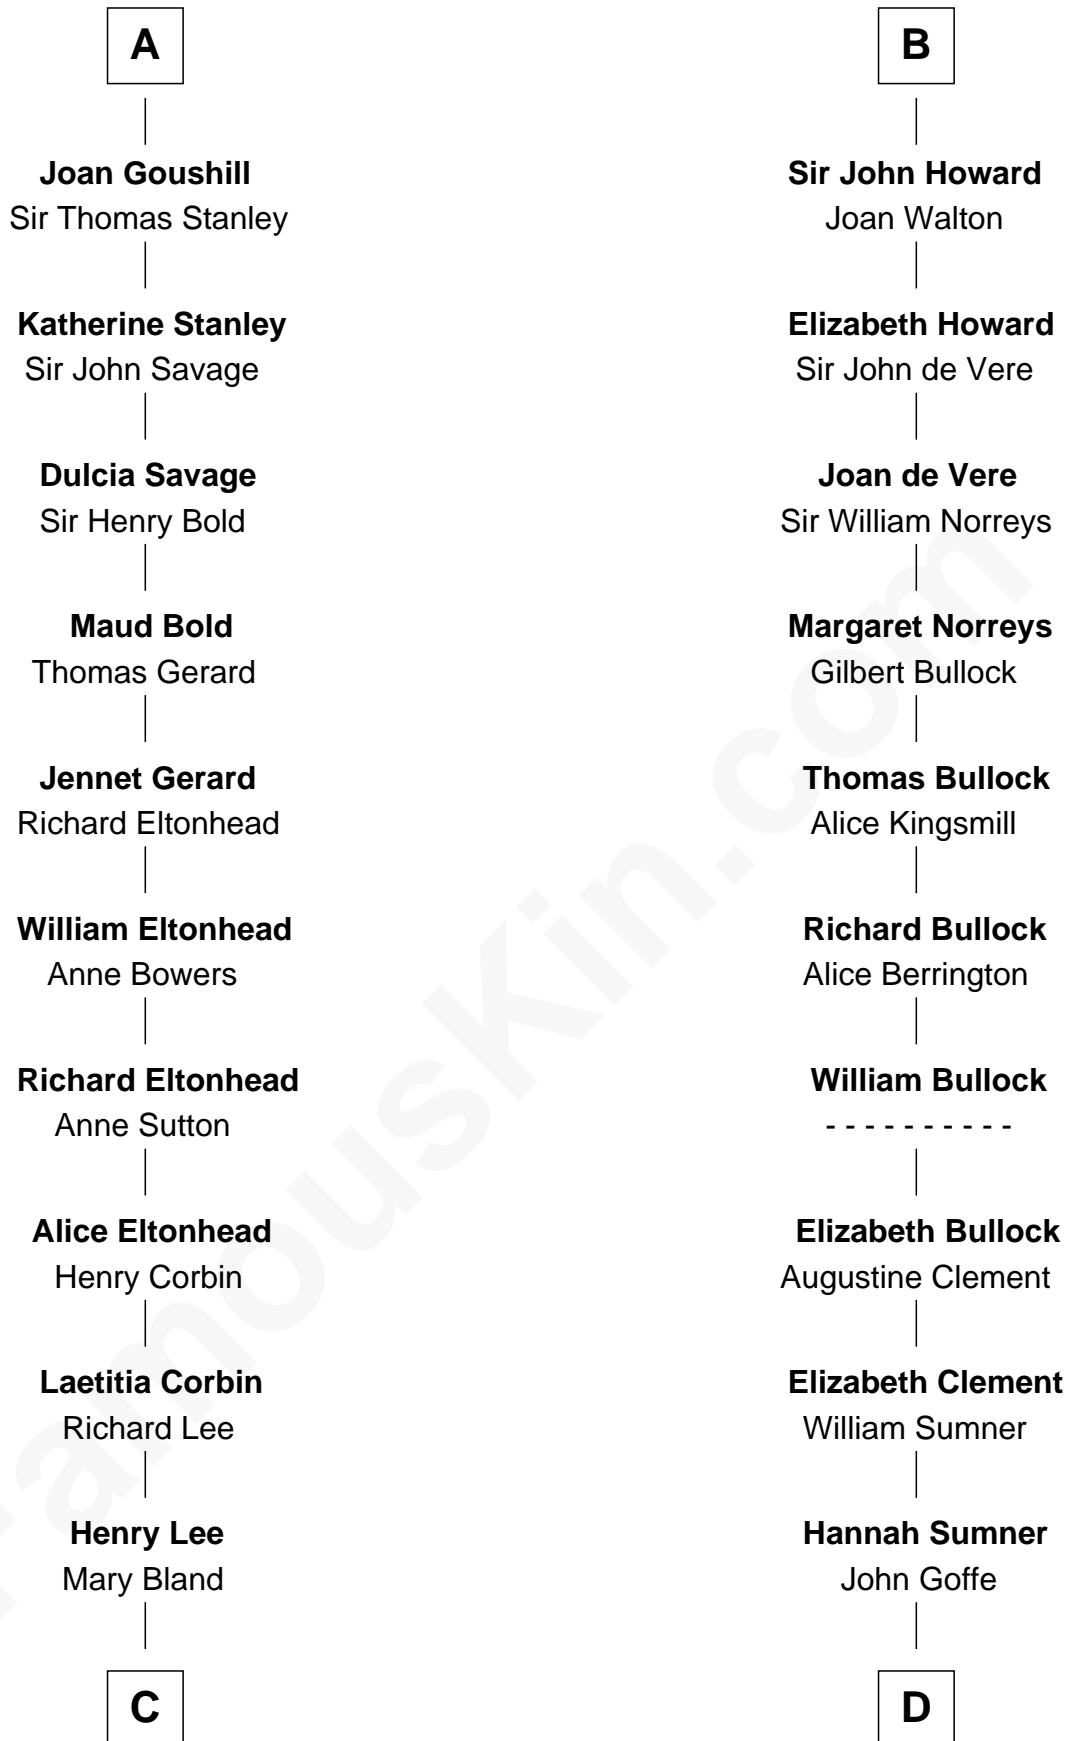 A
Joan Goushill
Sir Thomas Stanley
Katherine Stanley
Sir John Savage
Dulcia Savage
Sir Henry Bold
Maud Bold
Thomas Gerard
Jennet Gerard
Richard Eltonhead
William Eltonhead
Anne Bowers
Richard Eltonhead
Anne Sutton
Alice Eltonhead
Henry Corbin
Laetitia Corbin
Richard Lee
Henry Lee
Mary Bland
C
B
Sir John Howard
Joan Walton
Elizabeth Howard
Sir John de Vere
Joan de Vere
Sir William Norreys
Margaret Norreys
Gilbert Bullock
Thomas Bullock
Alice Kingsmill
Richard Bullock
Alice Berrington
William Bullock
- - - - - - - - - -
Elizabeth Bullock
Augustine Clement
Elizabeth Clement
William Sumner
Hannah Sumner
John Goffe
D
FamousKin.com